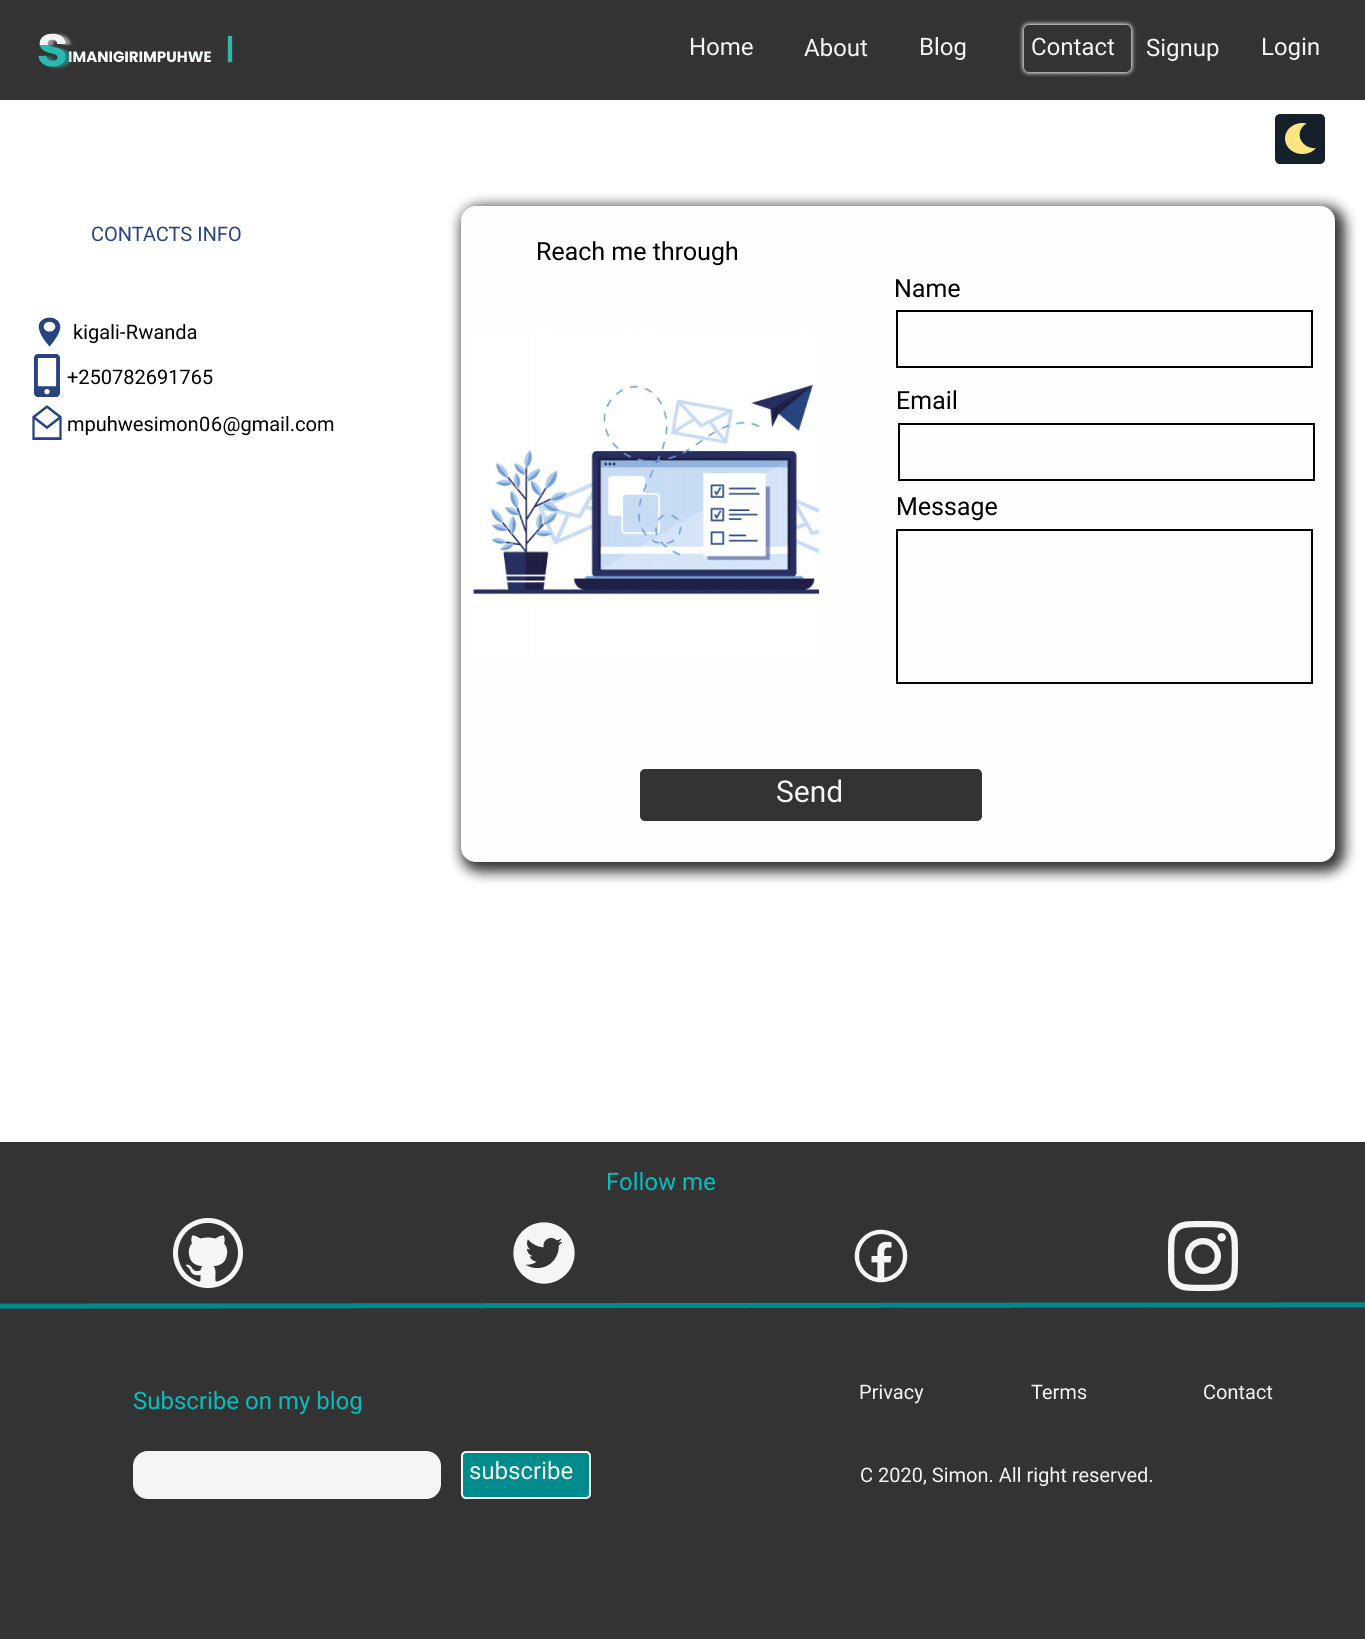 SIMANIGIRIMPUHWE
Home About Blog Contact Signup Login
CONTACTS INFO
kigali-Rwanda
+250782691765
mpuhwesimon06@gmail.com
Reach me through
Name
Email
Message
Send
Follow me
Subscribe on my blog
subscribe
Privacy Terms Contact
C 2020, Simon. All right reserved.